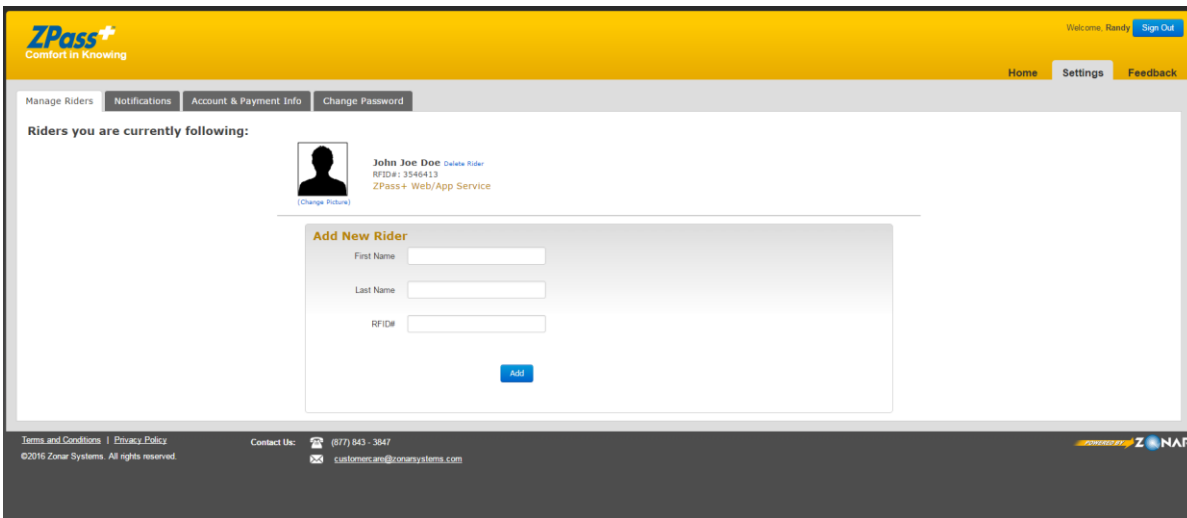 ZPass+
Comfort in Knowing
Welcome, Randy Sign Out
Home Settings Feedback
Manage Riders Notifications Account & Payment Info Change Password
Riders you are currently following:
John Joe Doe Delete Rider
RFID#: 3546413
ZPass+ Web/App Service
(Change Picture)
Add New Rider
First Name
Last Name
RFID#
Add
Terms and Conditions | Privacy Policy
©2016 Zonar Systems. All rights reserved.
Contact Us: (877) 843 - 3847
customercare@zonarsystems.com
POWERED BY ZONAR